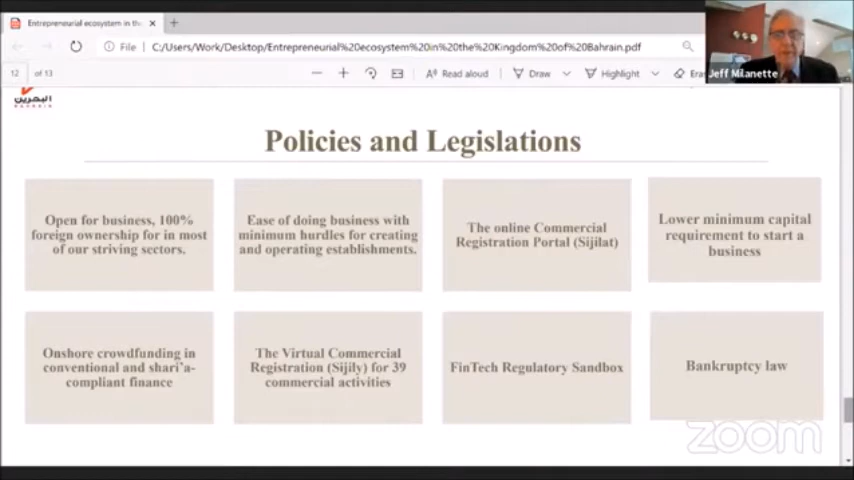 Entrepreneurial ecosystem in the
File
C:/Users/Work/Desktop/Entrepreneurial%20ecosystem%20in%20the%20Kingdom%20of%20Bahrain.pdf
12 of 13
Read aloud
Draw
Highlight
Jeff Milanette
البحرين
BAHRAIN
Policies and Legislations
Open for business, 100%
foreign ownership for in most
of our striving sectors.
Ease of doing business with
minimum hurdles for creating
and operating establishments.
The online Commercial
Registration Portal (Sijilat)
Lower minimum capital
requirement to start a
business
Onshore crowdfunding in
conventional and shari'a-
compliant finance
The Virtual Commercial
Registration (Sijily) for 39
commercial activities
FinTech Regulatory Sandbox
Bankruptcy law
zoom